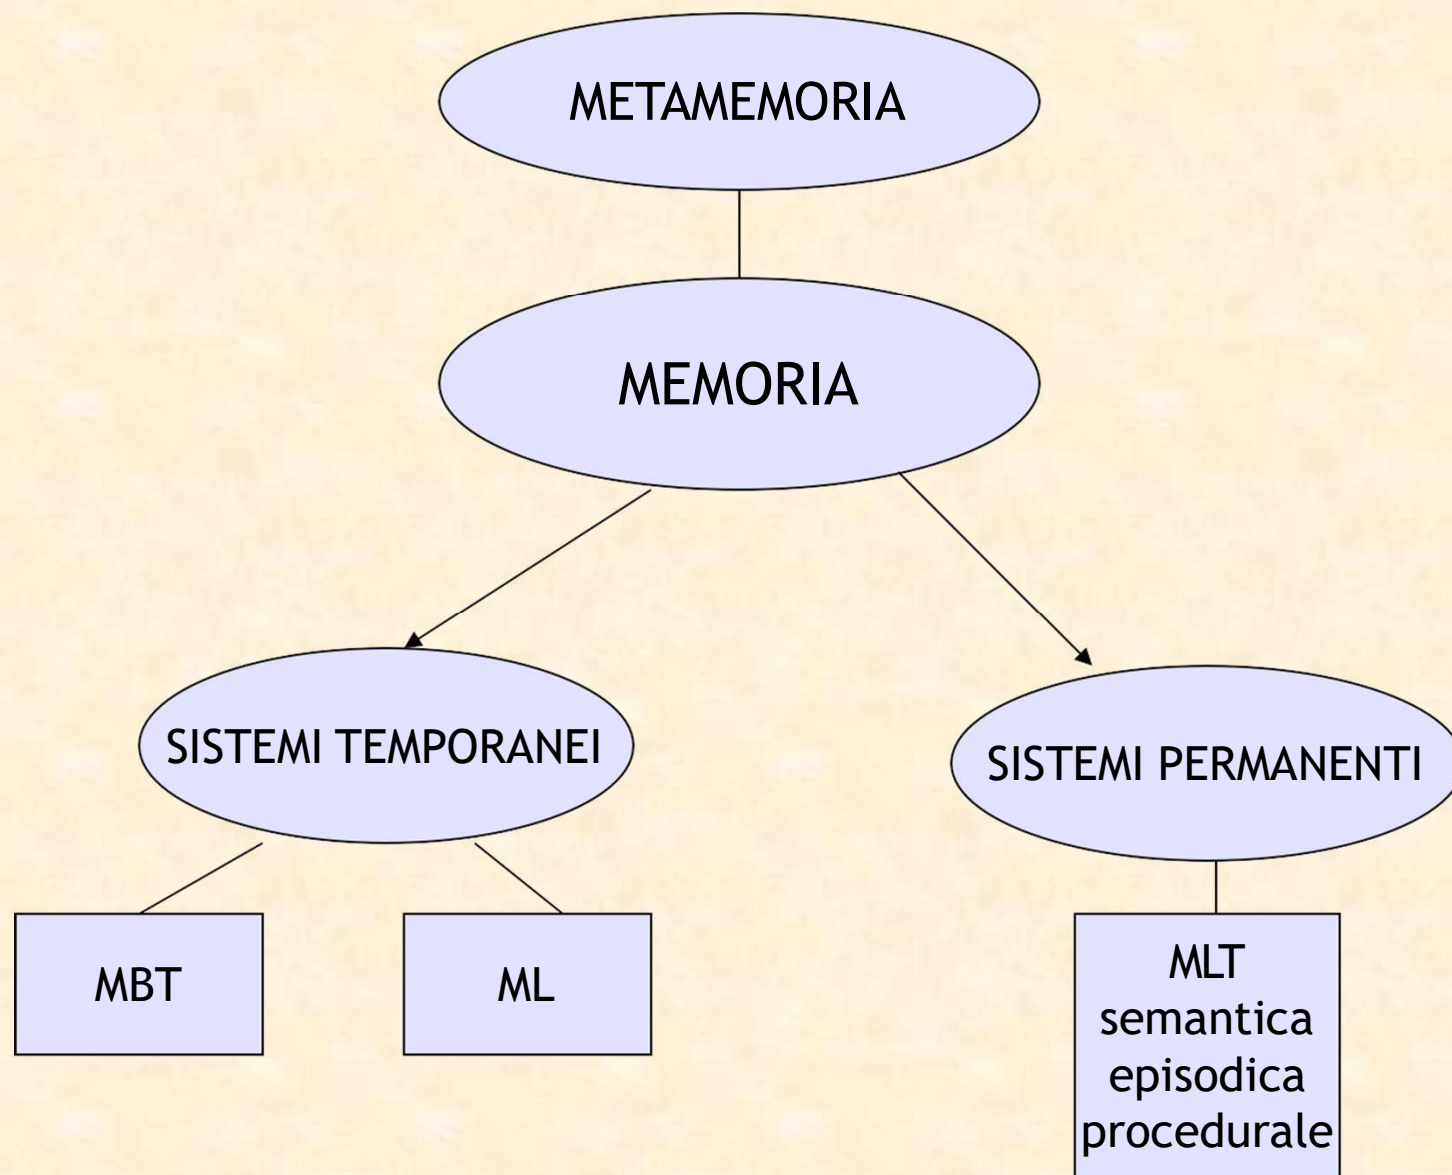 METAMEMORIA
MEMORIA
SISTEMI TEMPORANEI
SISTEMI PERMANENTI
MBT
ML
MLT
semantica
episodica
procedurale